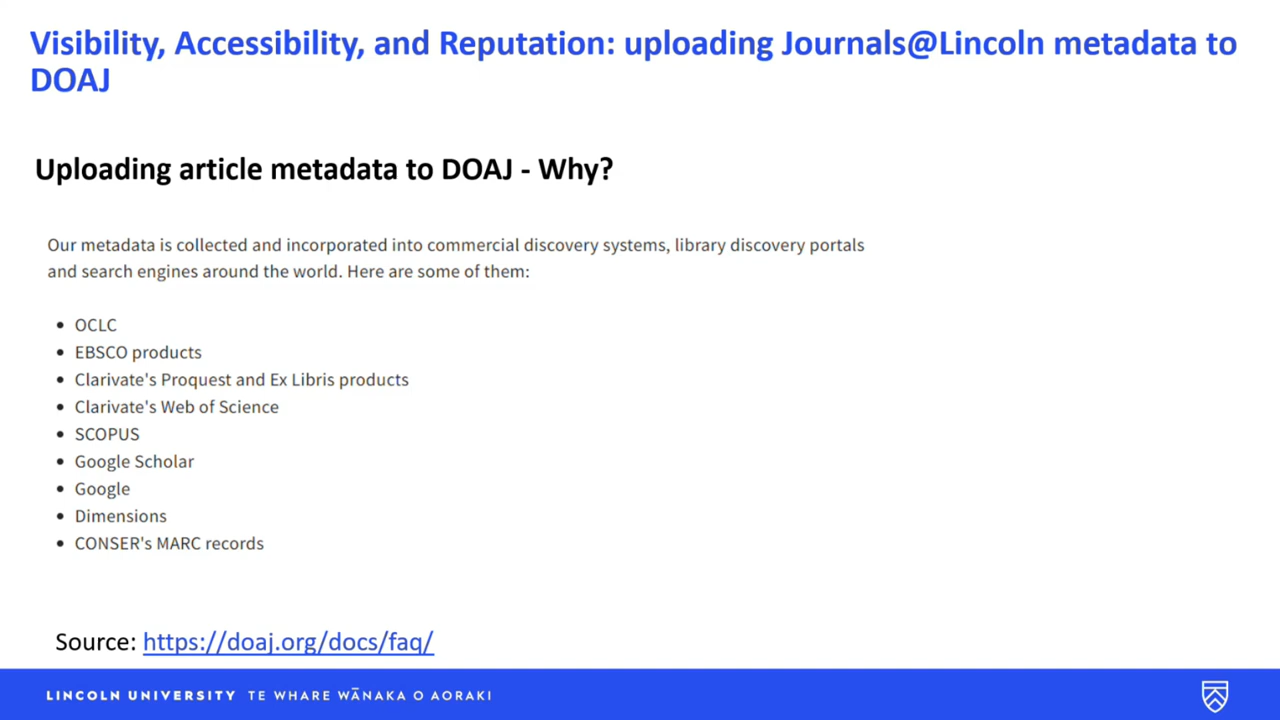 Visibility, Accessibility, and Reputation: uploading Journals@Lincoln metadata to
DOAJ
Uploading article metadata to DOAJ - Why?
Our metadata is collected and incorporated into commercial discovery systems, library discovery portals
and search engines around the world. Here are some of them:
• OCLC
• EBSCO products
• Clarivate's Proquest and Ex Libris products
• Clarivate's Web of Science
• SCOPUS
• Google Scholar
• Google
• Dimensions
• CONSER's MARC records
Source: https://doaj.org/docs/faq/
LINCOLN UNIVERSITY TE WHARE WĀNAKA O AORAKI